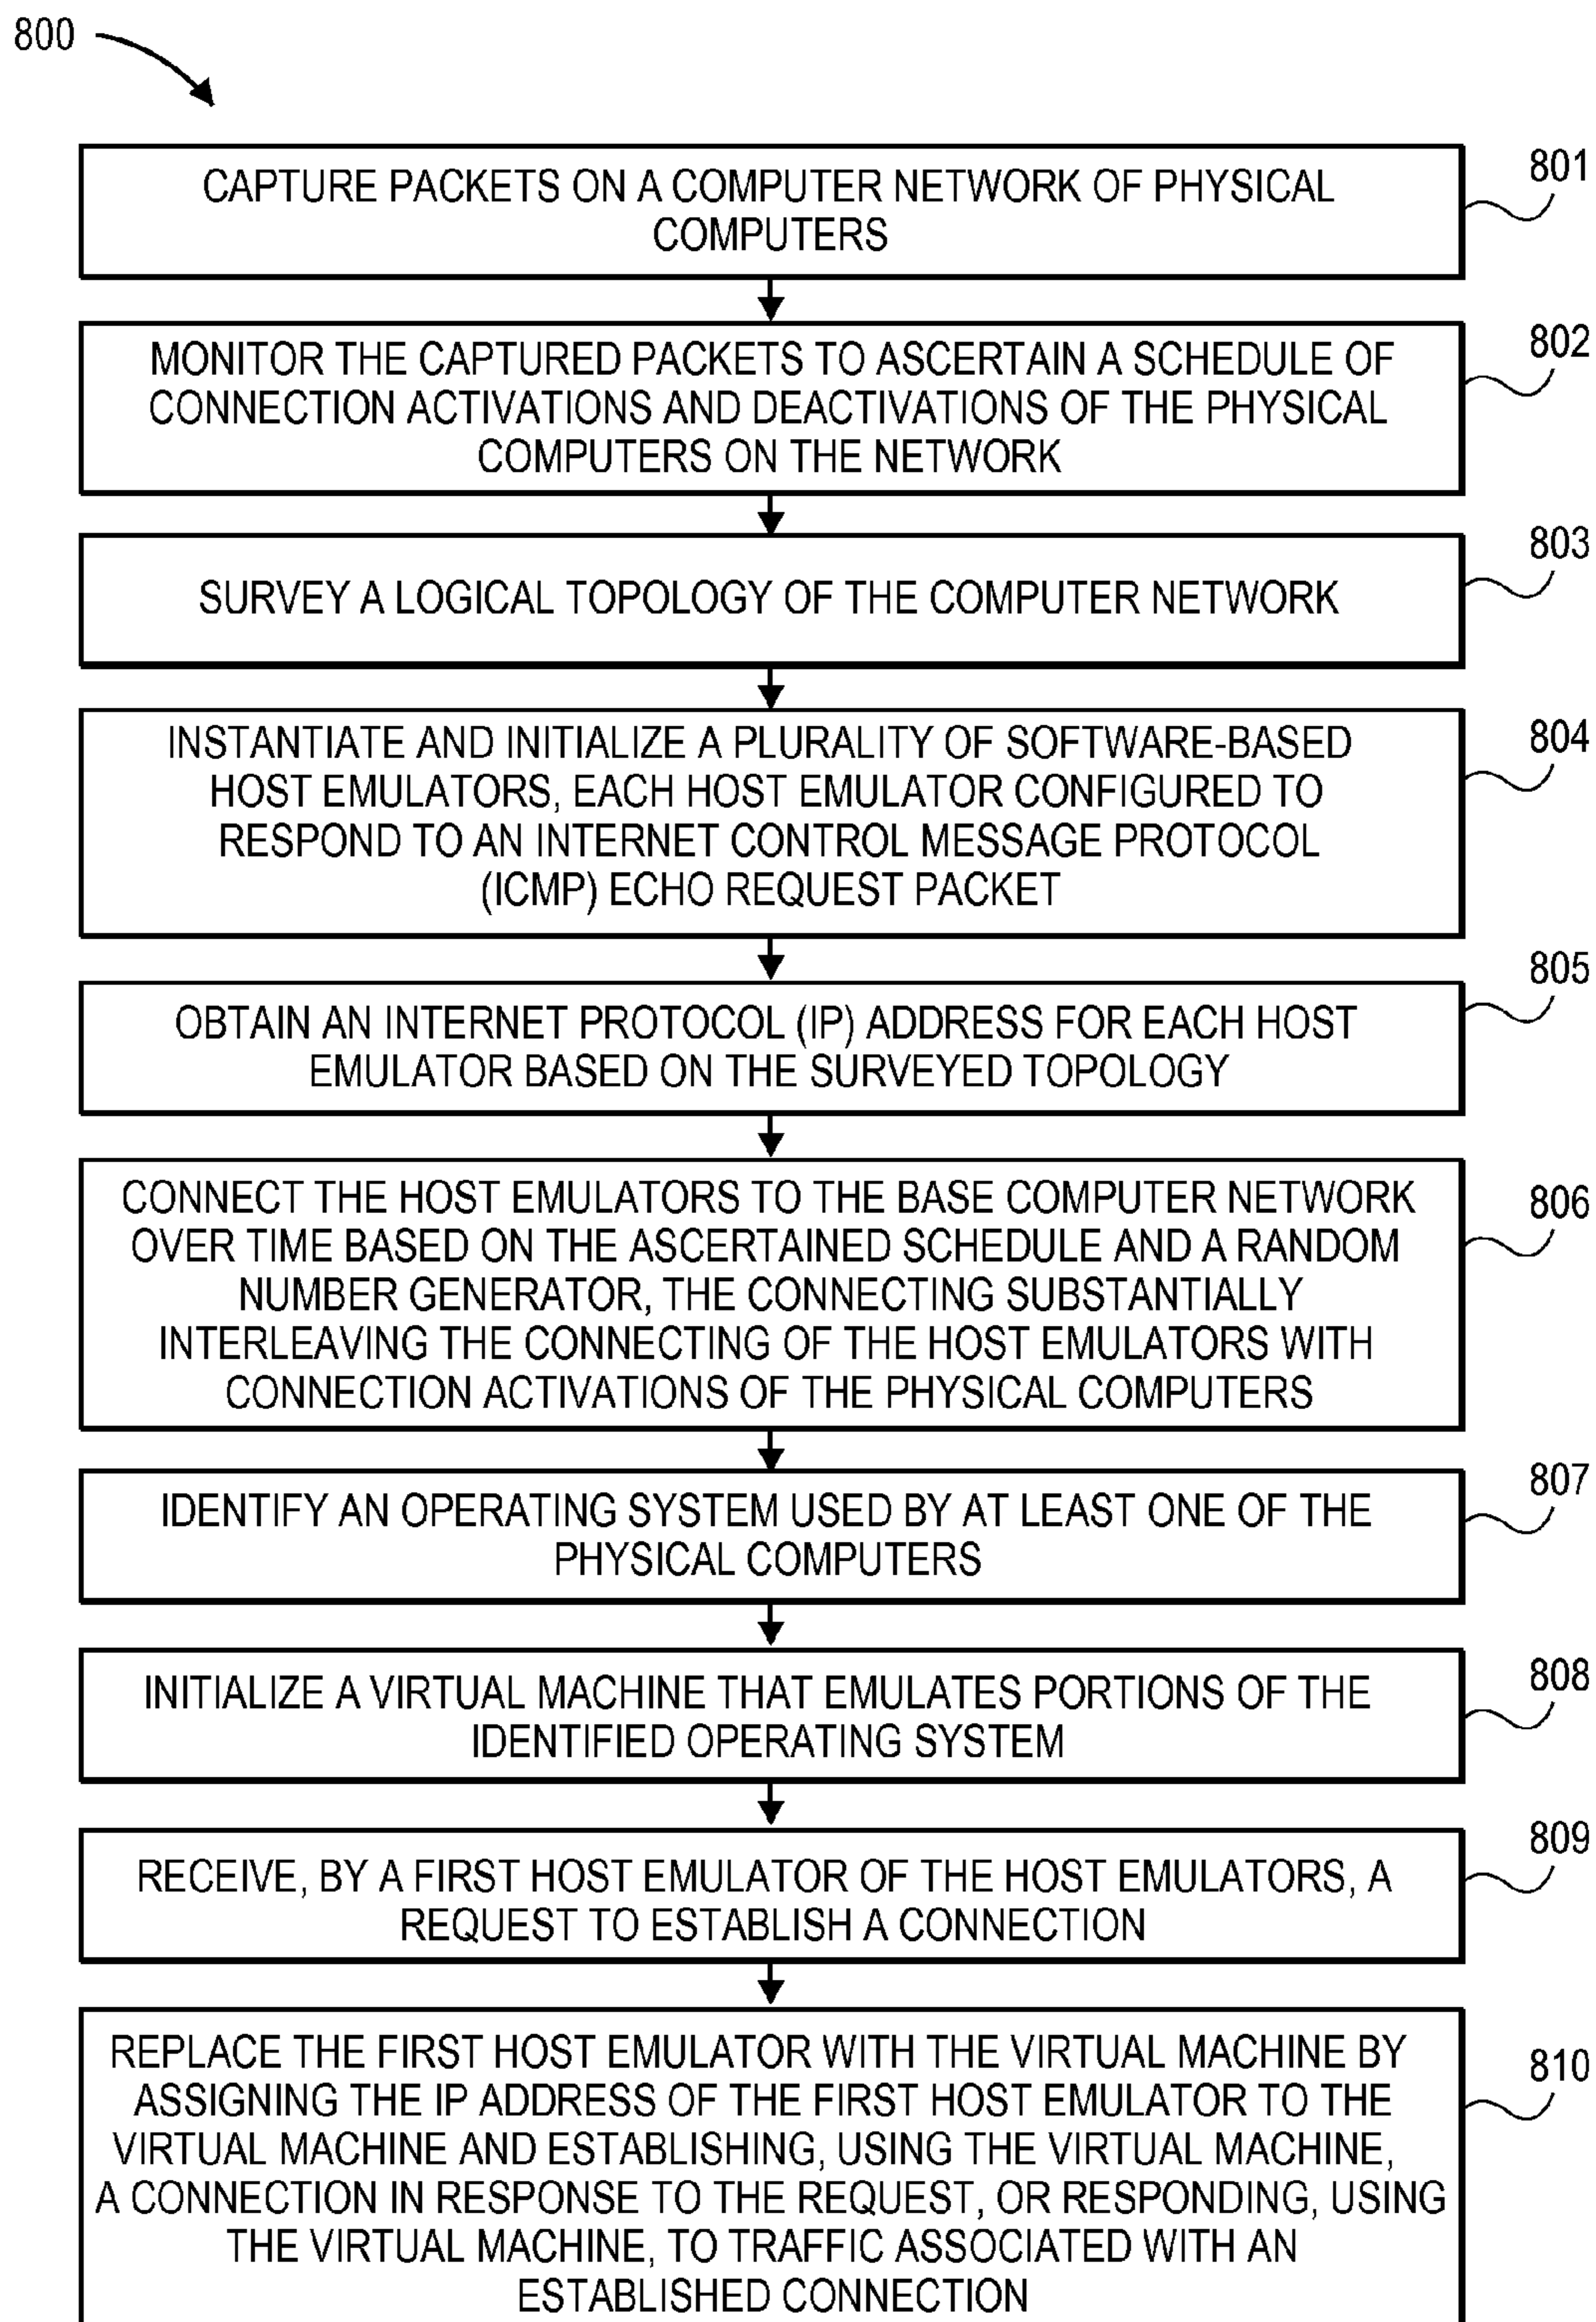 800
CAPTURE PACKETS ON A COMPUTER NETWORK OF PHYSICAL
COMPUTERS
801
MONITOR THE CAPTURED PACKETS TO ASCERTAIN A SCHEDULE OF
CONNECTION ACTIVATIONS AND DEACTIVATIONS OF THE PHYSICAL
COMPUTERS ON THE NETWORK
802
SURVEY A LOGICAL TOPOLOGY OF THE COMPUTER NETWORK
803
INSTANTIATE AND INITIALIZE A PLURALITY OF SOFTWARE-BASED
HOST EMULATORS, EACH HOST EMULATOR CONFIGURED TO
RESPOND TO AN INTERNET CONTROL MESSAGE PROTOCOL
(ICMP) ECHO REQUEST PACKET
804
OBTAIN AN INTERNET PROTOCOL (IP) ADDRESS FOR EACH HOST
EMULATOR BASED ON THE SURVEYED TOPOLOGY
805
CONNECT THE HOST EMULATORS TO THE BASE COMPUTER NETWORK
OVER TIME BASED ON THE ASCERTAINED SCHEDULE AND A RANDOM
NUMBER GENERATOR, THE CONNECTING SUBSTANTIALLY
INTERLEAVING THE CONNECTING OF THE HOST EMULATORS WITH
CONNECTION ACTIVATIONS OF THE PHYSICAL COMPUTERS
806
IDENTIFY AN OPERATING SYSTEM USED BY AT LEAST ONE OF THE
PHYSICAL COMPUTERS
807
INITIALIZE A VIRTUAL MACHINE THAT EMULATES PORTIONS OF THE
IDENTIFIED OPERATING SYSTEM
808
RECEIVE, BY A FIRST HOST EMULATOR OF THE HOST EMULATORS, A
REQUEST TO ESTABLISH A CONNECTION
809
REPLACE THE FIRST HOST EMULATOR WITH THE VIRTUAL MACHINE BY
ASSIGNING THE IP ADDRESS OF THE FIRST HOST EMULATOR TO THE
VIRTUAL MACHINE AND ESTABLISHING, USING THE VIRTUAL MACHINE,
A CONNECTION IN RESPONSE TO THE REQUEST, OR RESPONDING, USING
THE VIRTUAL MACHINE, TO TRAFFIC ASSOCIATED WITH AN
ESTABLISHED CONNECTION
810